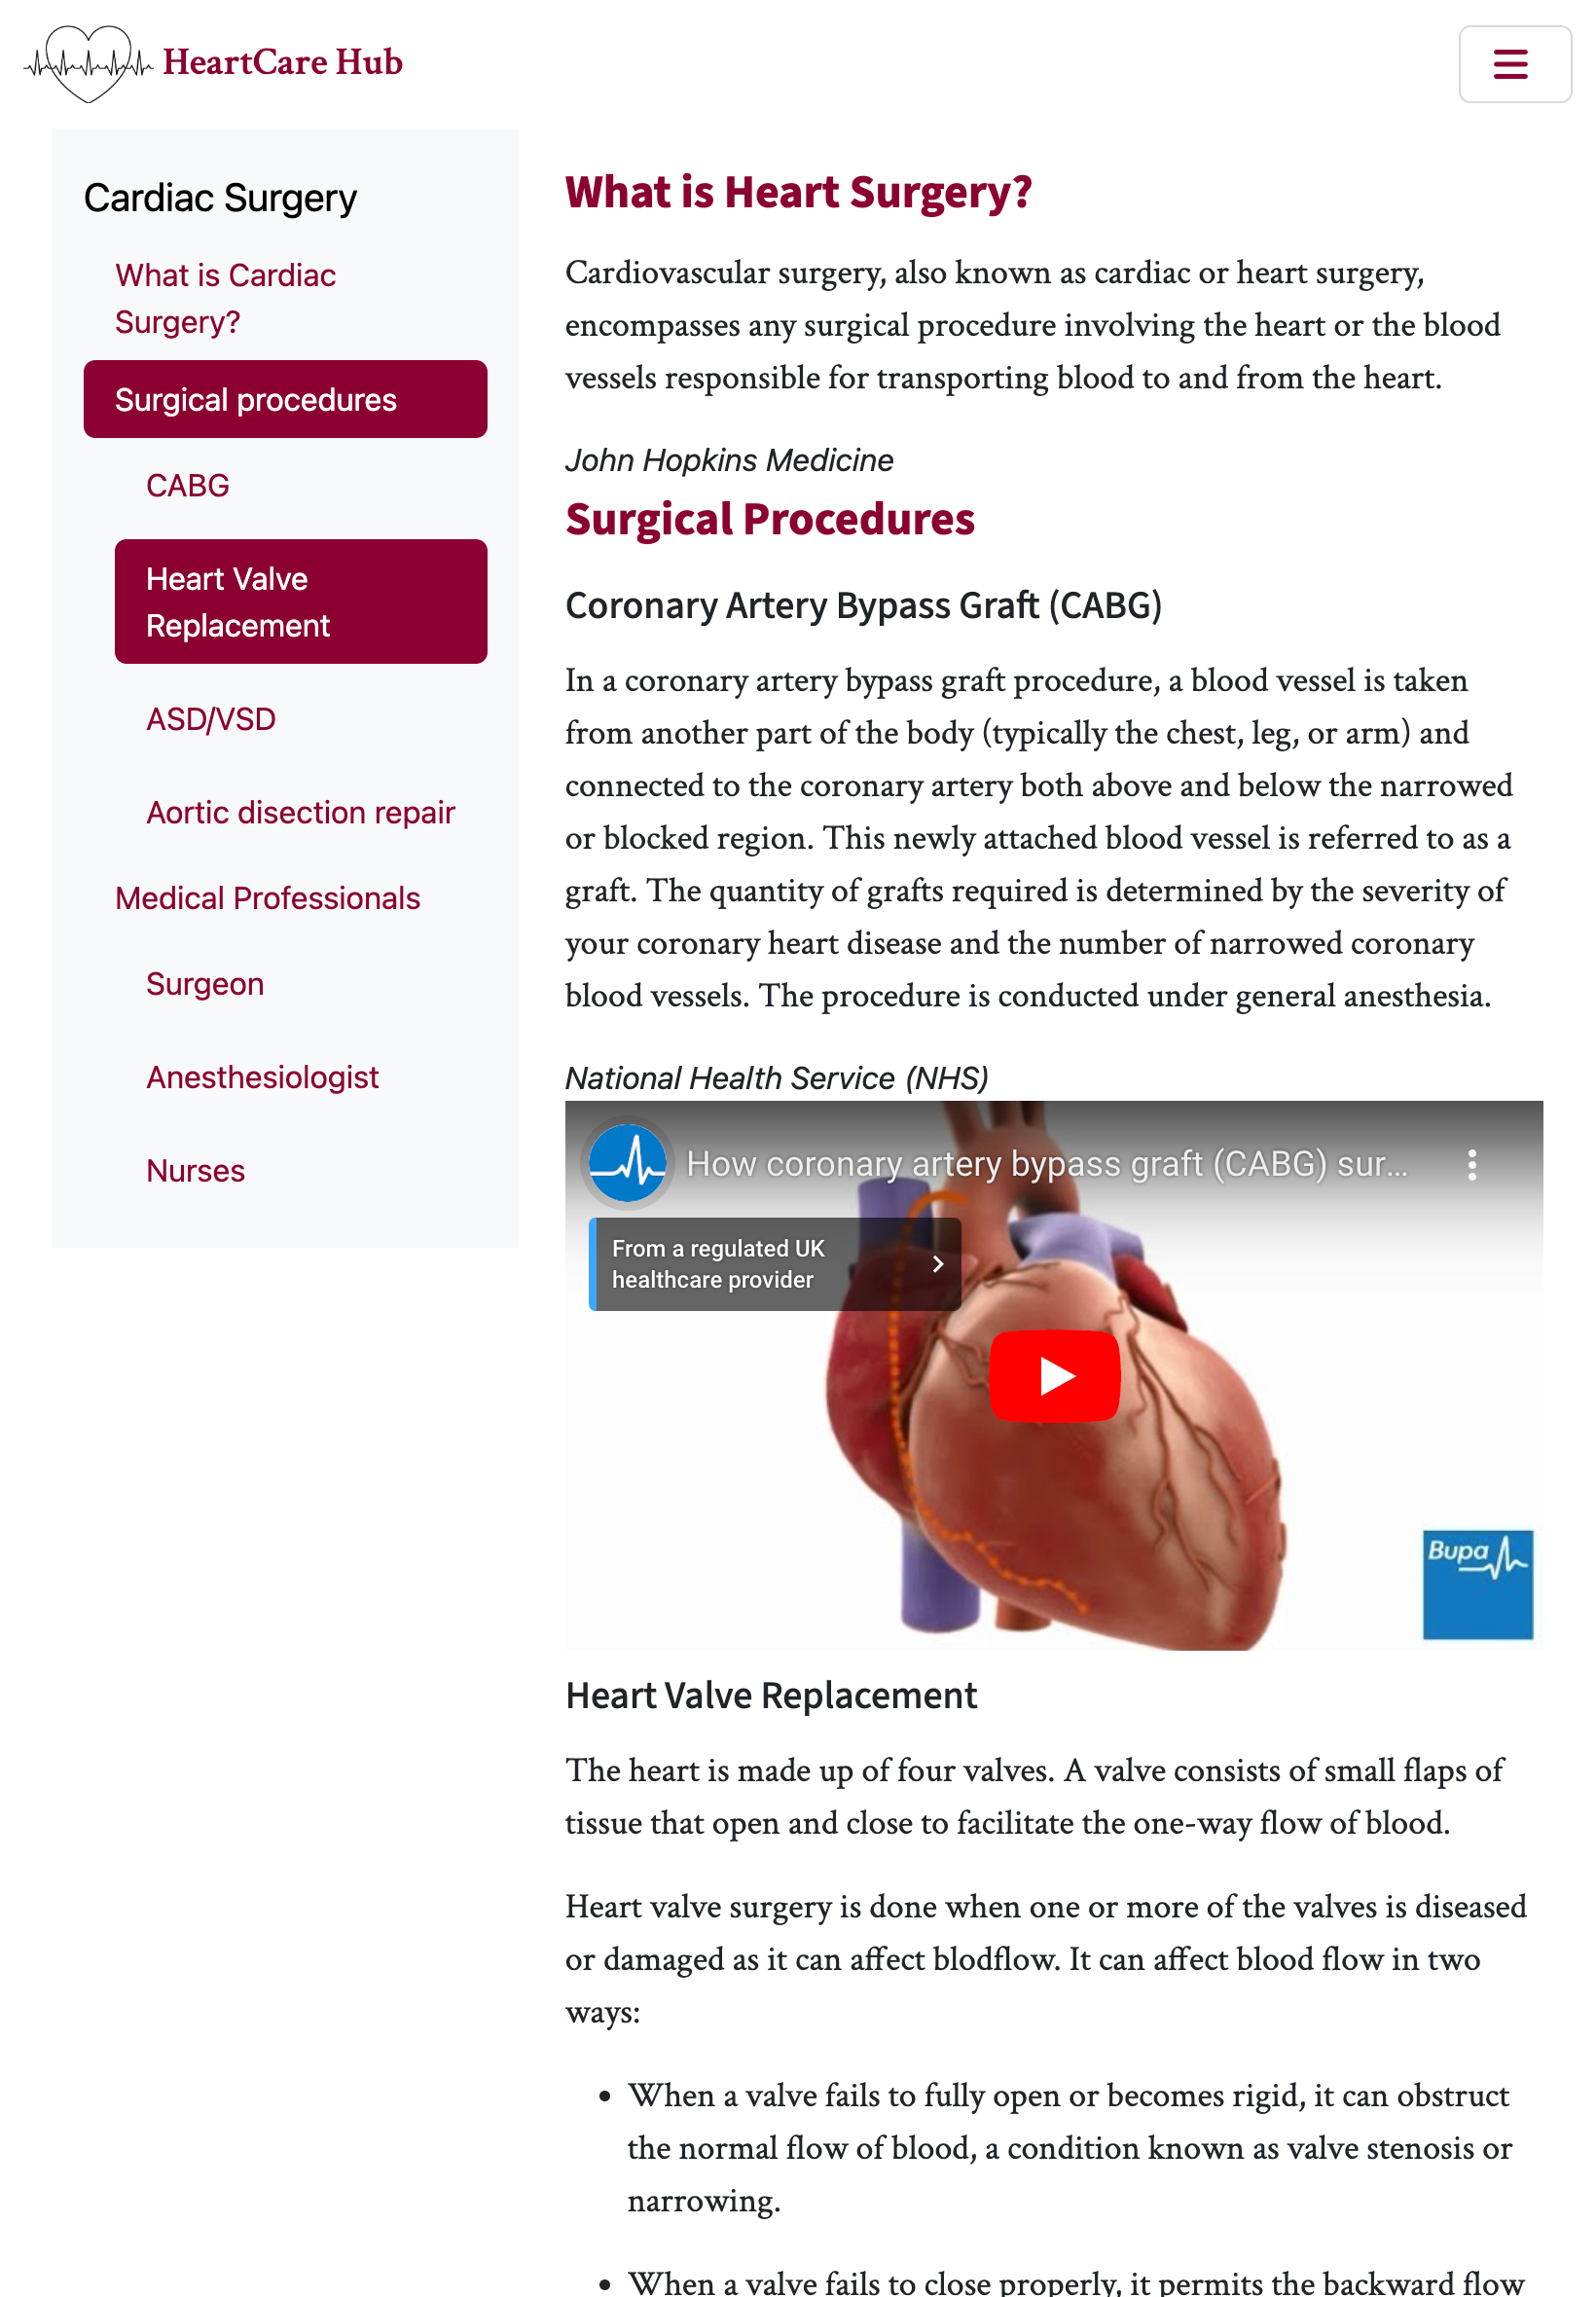 HeartCare Hub
Cardiac Surgery
What is Cardiac
Surgery?
Surgical procedures
CABG
Heart Valve
Replacement
ASD/VSD
Aortic disection repair
Medical Professionals
Surgeon
Anesthesiologist
Nurses
What is Heart Surgery?
Cardiovascular surgery, also known as cardiac or heart surgery,
encompasses any surgical procedure involving the heart or the blood
vessels responsible for transporting blood to and from the heart.
John Hopkins Medicine
Surgical Procedures
Coronary Artery Bypass Graft (CABG)
In a coronary artery bypass graft procedure, a blood vessel is taken
from another part of the body (typically the chest, leg, or arm) and
connected to the coronary artery both above and below the narrowed
or blocked region. This newly attached blood vessel is referred to as a
graft. The quantity of grafts required is determined by the severity of
your coronary heart disease and the number of narrowed coronary
blood vessels. The procedure is conducted under general anesthesia.
National Health Service (NHS)
How coronary artery bypass graft (CABG) sur...
From a regulated UK
healthcare provider
Bupa
Heart Valve Replacement
The heart is made up of four valves. A valve consists of small flaps of
tissue that open and close to facilitate the one-way flow of blood.
Heart valve surgery is done when one or more of the valves is diseased
or damaged as it can affect blodflow. It can affect blood flow in two
ways:
• When a valve fails to fully open or becomes rigid, it can obstruct
the normal flow of blood, a condition known as valve stenosis or
narrowing.
• When a valve fails to close properly, it permits the backward flow